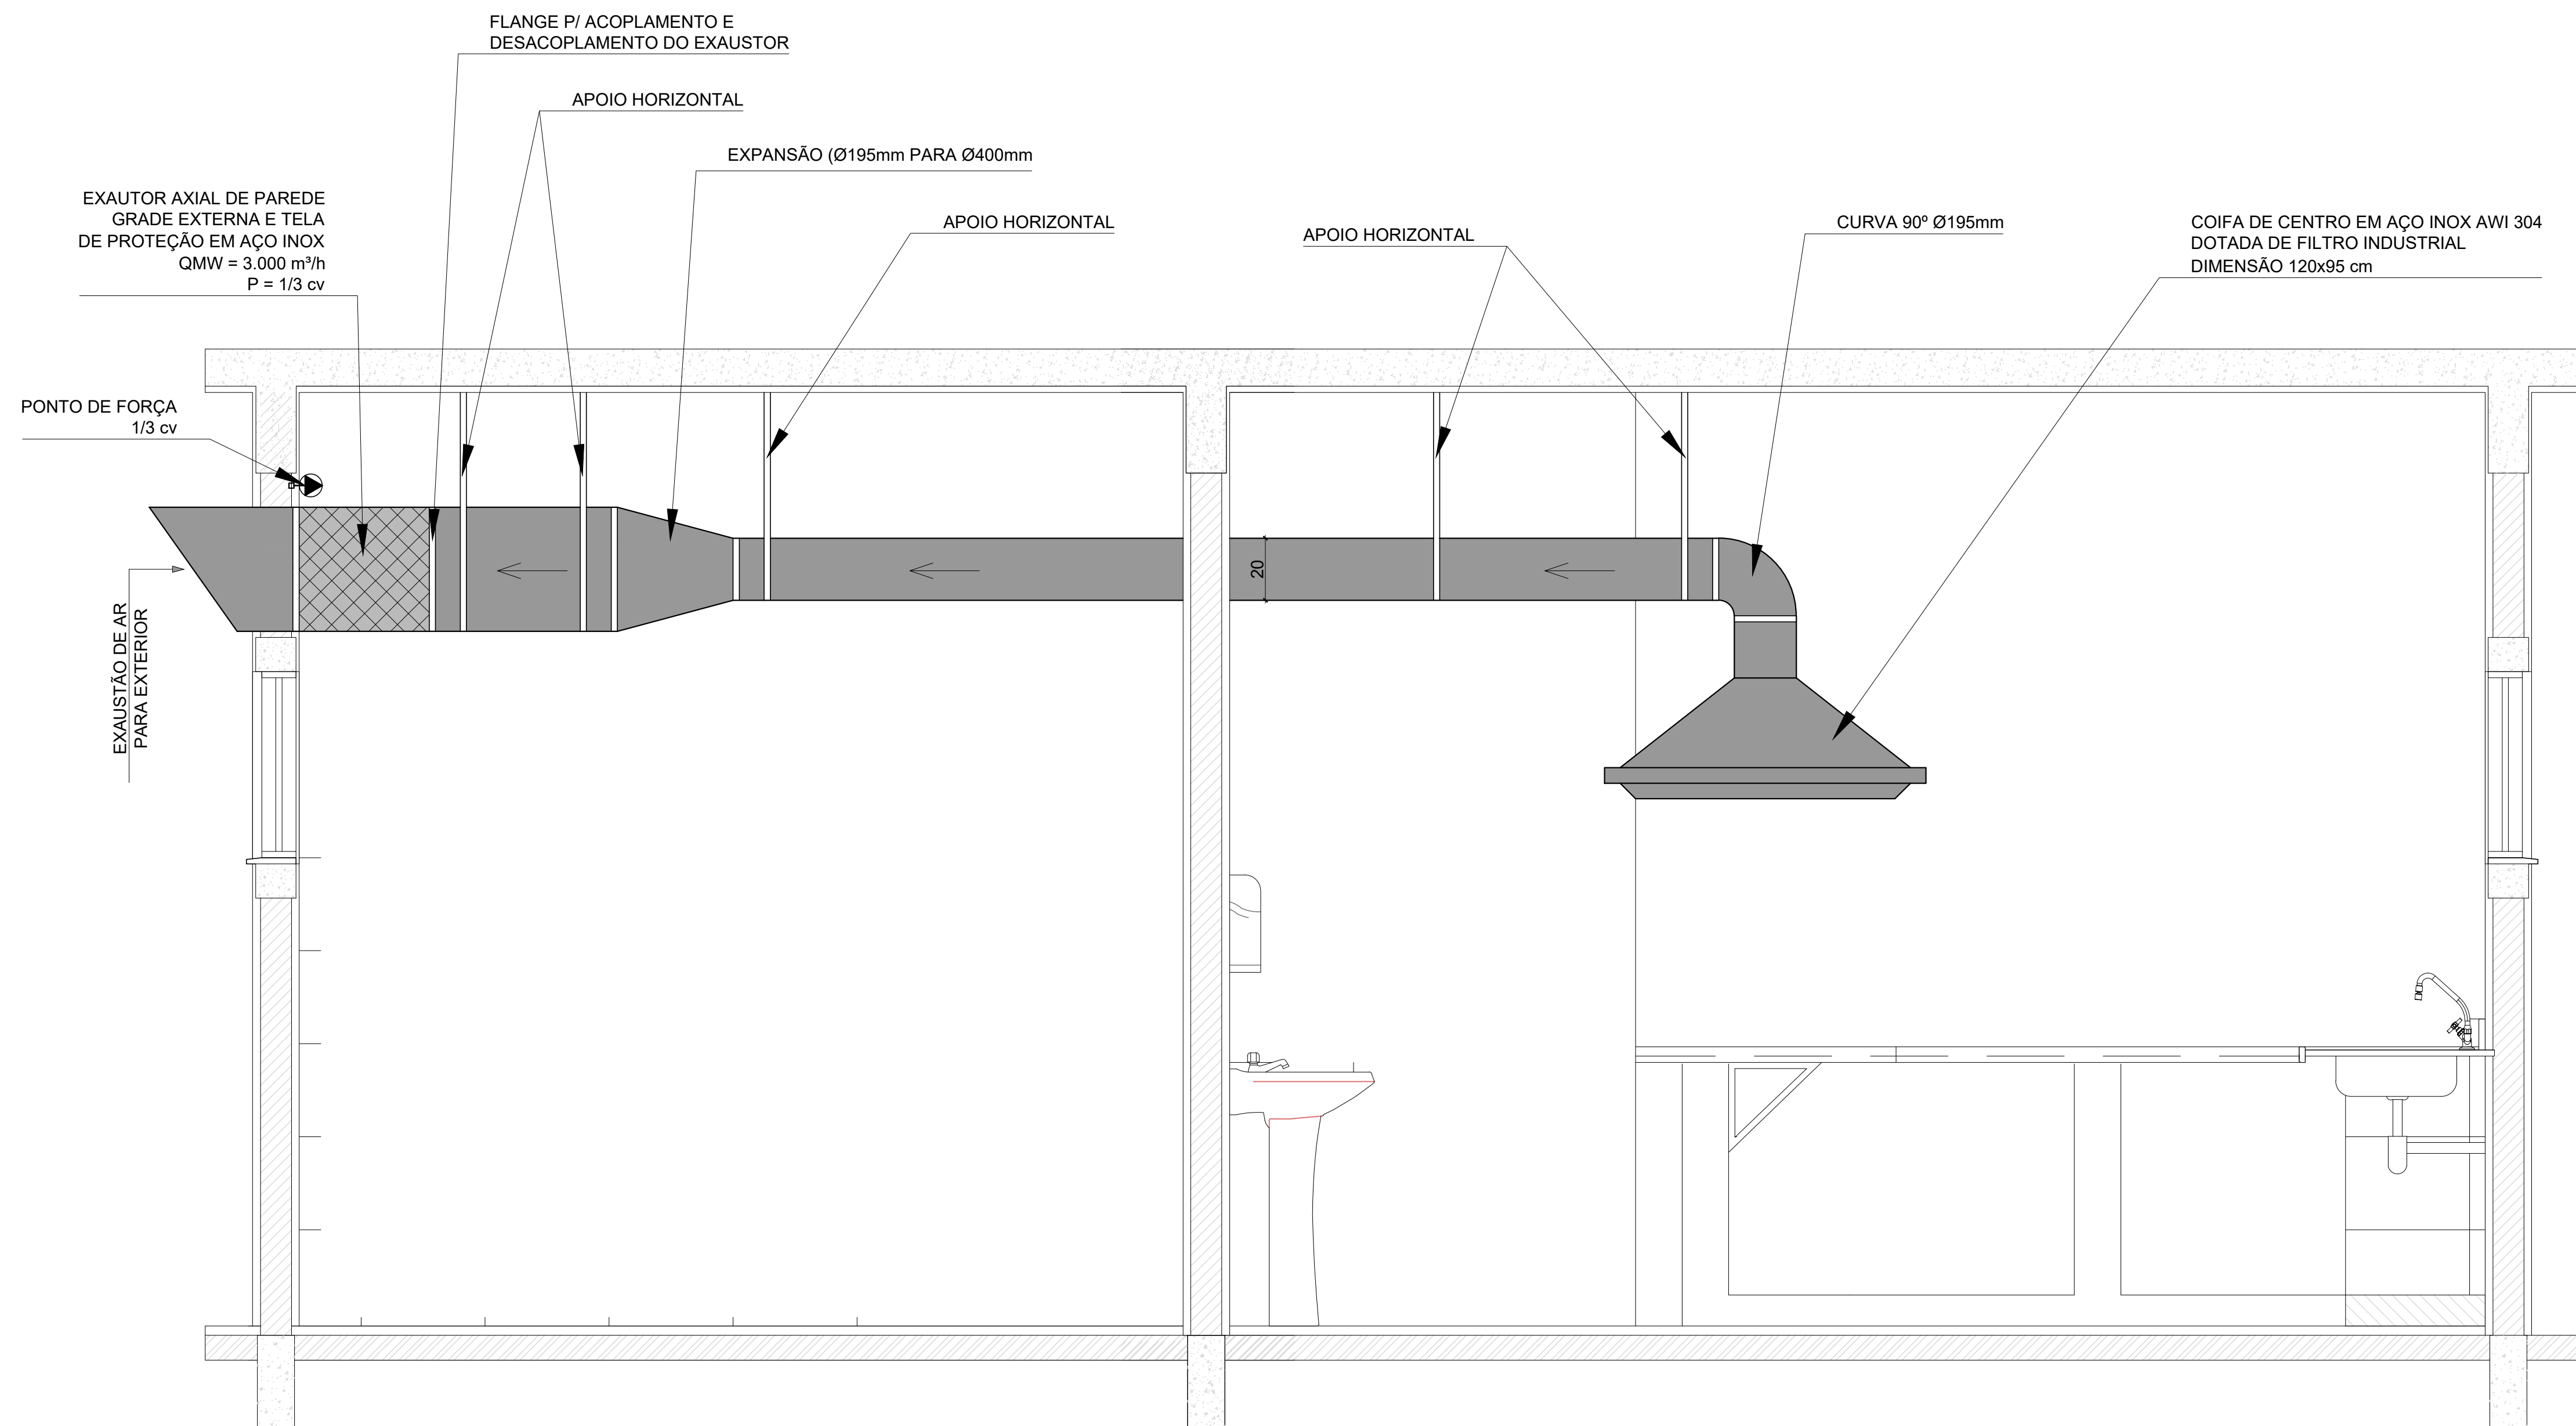 FLANGE P/ ACOPLAMENTO E
DESACOPLAMENTO DO EXAUSTOR
APOIO HORIZONTAL
EXPANSÃO (Ø195mm PARA Ø400mm
EXAUTOR AXIAL DE PAREDE
GRADE EXTERNA E TELA
DE PROTEÇÃO EM AÇO INOX
QMW = 3.000 m³/h
P = 1/3 cv
APOIO HORIZONTAL
APOIO HORIZONTAL
CURVA 90º Ø195mm
COIFA DE CENTRO EM AÇO INOX AWI 304
DOTADA DE FILTRO INDUSTRIAL
DIMENSÃO 120x95 cm
PONTO DE FORÇA
1/3 cv
20
EXAUSTÃO DE AR
PARA EXTERIOR